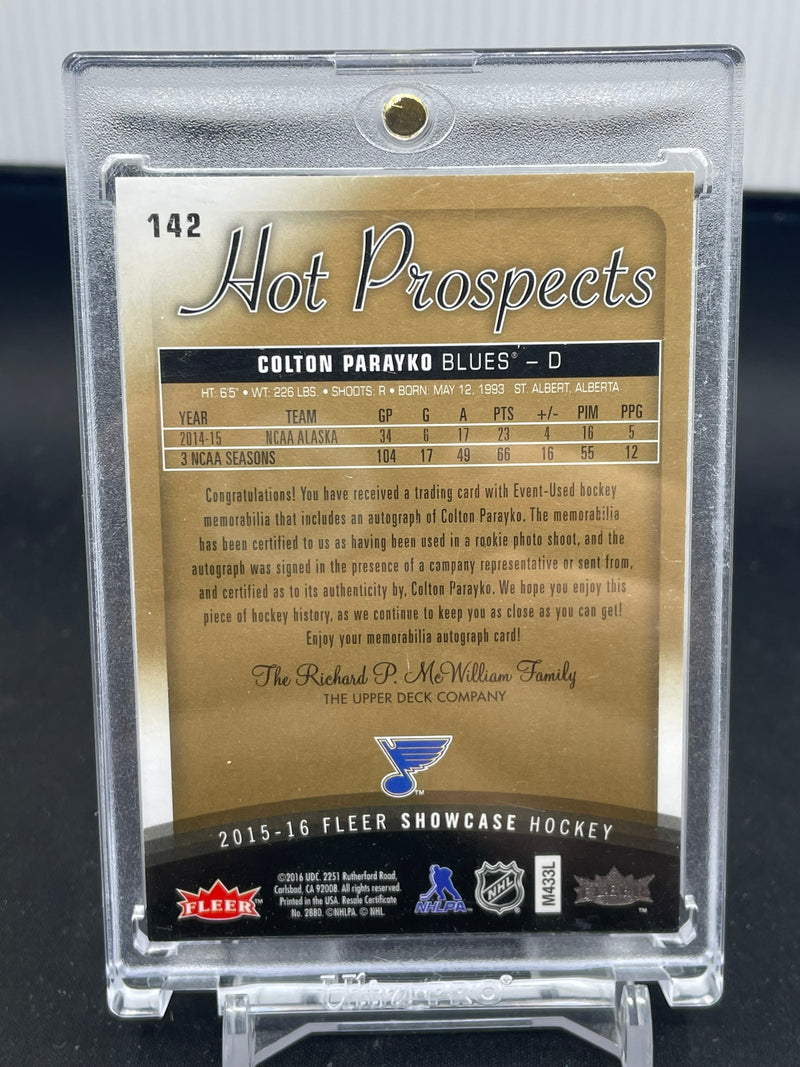 142
Hot Prospects
COLTON PARAYKO BLUES® – D
HT: 6'5" • WT: 226 LBS. • SHOOTS: R • BORN: MAY 12, 1993 ST. ALBERT, ALBERTA
YEAR TEAM GP G A PTS +/- PIM PPG
2014-15 NCAA ALASKA 34 6 17 23 4 16 5
3 NCAA SEASONS 104 17 49 66 16 55 12
Congratulations! You have received a trading card with Event-Used hockey
memorabilia that includes an autograph of Colton Parayko. The memorabilia
has been certified to us as having been used in a rookie photo shoot, and the
autograph was signed in the presence of a company representative or sent from,
and certified as to its authenticity by, Colton Parayko. We hope you enjoy this
piece of hockey history, as we continue to keep you as close as you can get!
Enjoy your memorabilia autograph card!
The Richard P. McWilliam Family
THE UPPER DECK COMPANY
TM
2015-16 FLEER SHOWCASE HOCKEY
©2016 UDC. 2251 Rutherford Road,
Carlsbad, CA 92008. All rights reserved.
Printed in the USA. Resale Certificate
No. 2880. ©NHLPA. © NHL.
FLEER™
NHLPA™
NHL
M433L
FLEER™
Ultra PRO®